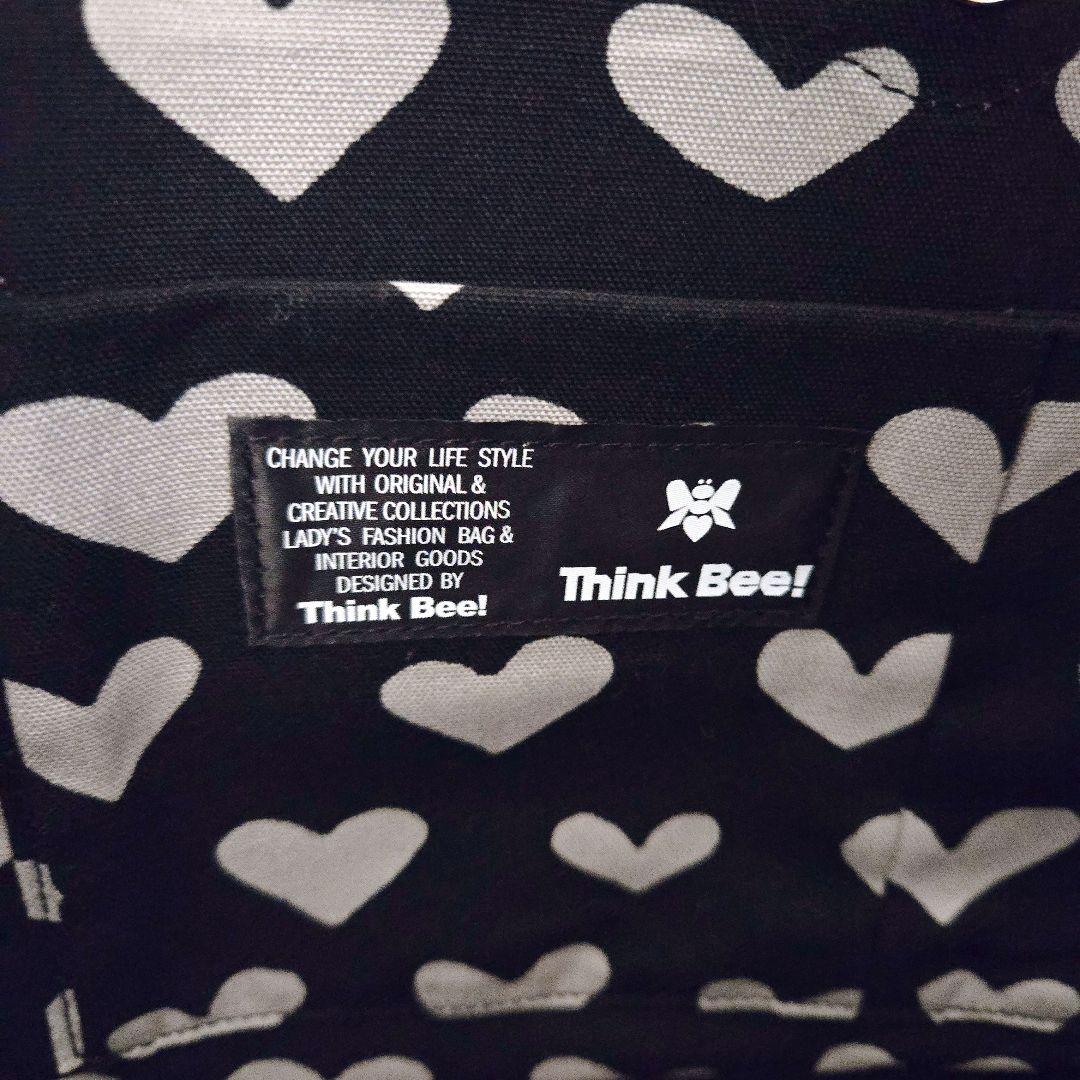 CHANGE YOUR LIFE STYLE
WITH ORIGINAL &
CREATIVE COLLECTIONS
LADY'S FASHION BAG &
INTERIOR GOODS
DESIGNED BY
Think Bee!
Think Bee!